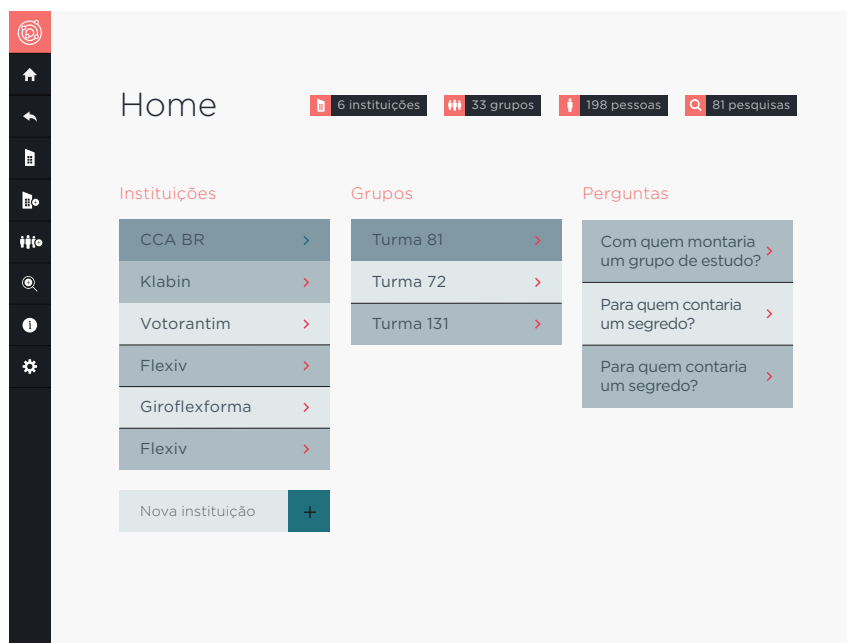 Home
6 instituições
33 grupos
198 pessoas
81 pesquisas
Instituições
CCA BR
Klabin
Votorantim
Flexiv
Giroflexforma
Flexiv
Nova instituição
+
Grupos
Turma 81
Turma 72
Turma 131
Perguntas
Com quem montaria
um grupo de estudo?
Para quem contaria
um segredo?
Para quem contaria
um segredo?